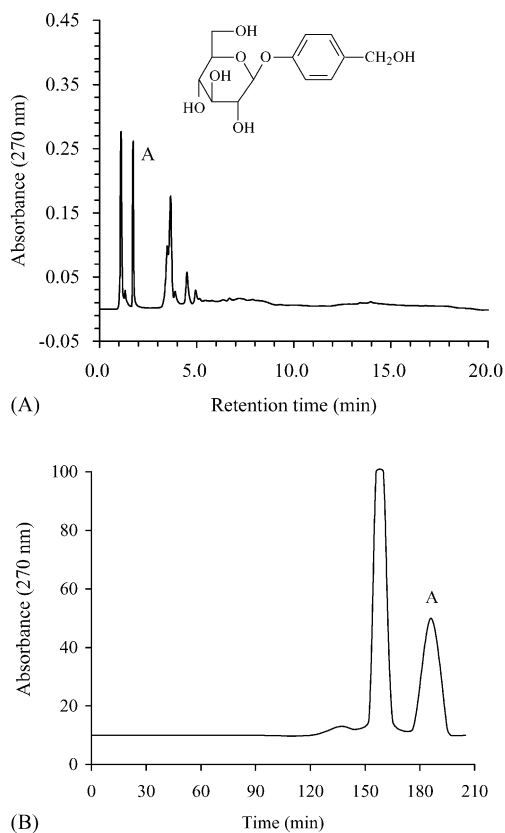 0.45
0.35
0.25
0.15
0.05
-0.05
Absorbance (270 nm)
OH
O
O
OH
HO
OH
CH2OH
A
0.0 5.0 10.0 15.0 20.0
(A) Retention time (min)
100
80
60
40
20
0
Absorbance (270 nm)
A
0 30 60 90 120 150 180 210
(B) Time (min)